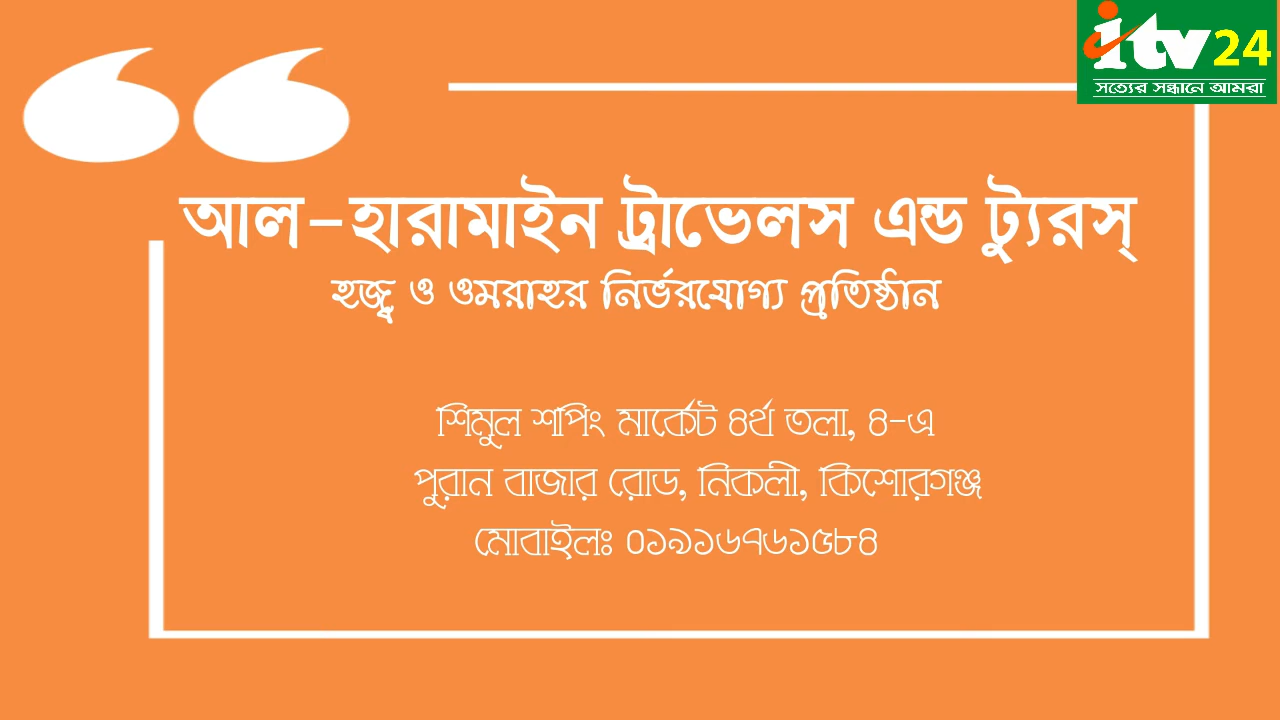 itv24
সত্যের সন্ধানে আমরা
আল-হারামাইন ট্রাভেলস এন্ড ট্যুরস্
হজ্ব ও ওমরাহর নির্ভরযোগ্য প্রতিষ্ঠান
শিমুল শপিং মার্কেট ৪র্থ তলা, ৪-এ
পুরান বাজার রোড, নিকলী, কিশোরগঞ্জ
মোবাইলঃ ০১৯১৬৭৬১৫৮৪